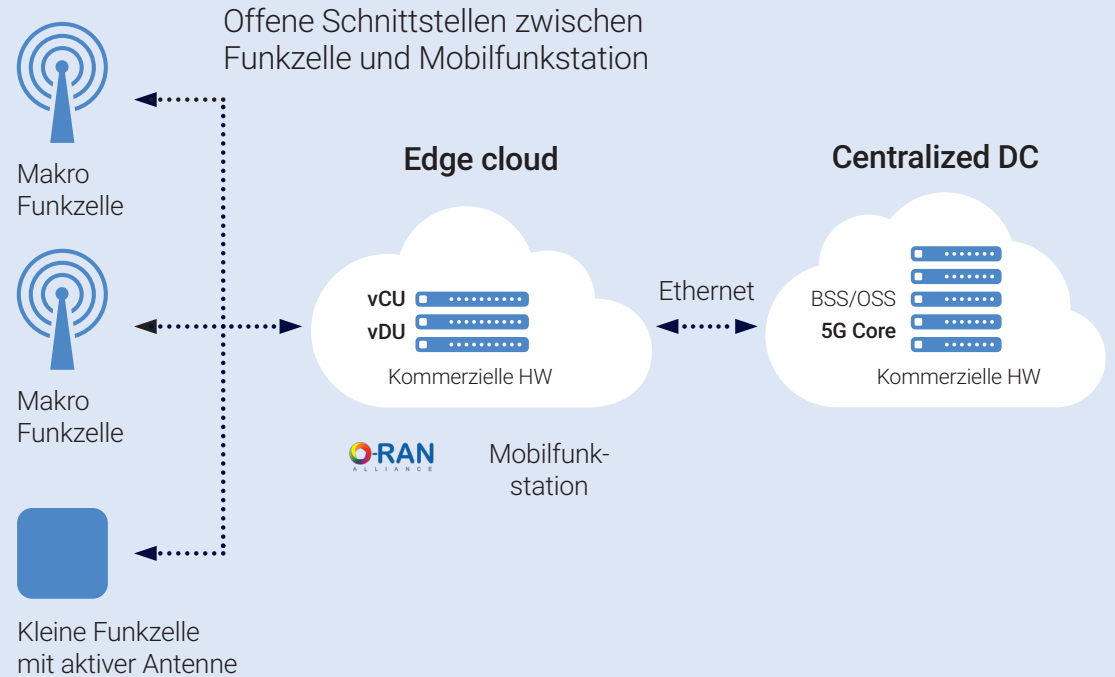 Offene Schnittstellen zwischen
Funkzelle und Mobilfunkstation
Makro
Funkzelle
Makro
Funkzelle
Kleine Funkzelle
mit aktiver Antenne
Edge cloud
vCU
vDU
Kommerzielle HW
O-RAN
ALLIANCE
Mobilfunk-
station
Ethernet
Centralized DC
BSS/OSS
5G Core
Kommerzielle HW